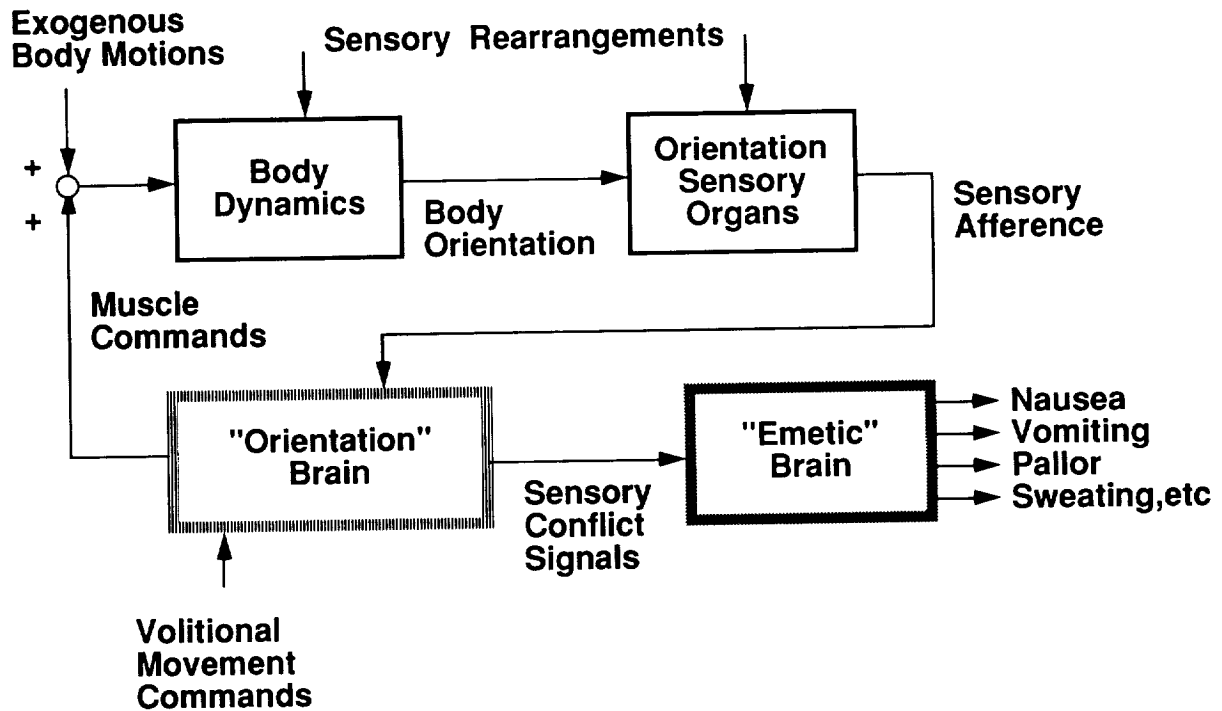 Exogenous
Body Motions
Sensory Rearrangements
+
+
Body
Dynamics
Body
Orientation
Orientation
Sensory
Organs
Sensory
Afference
Muscle
Commands
"Orientation"
Brain
Sensory
Conflict
Signals
"Emetic"
Brain
Nausea
Vomiting
Pallor
Sweating,etc
Volitional
Movement
Commands